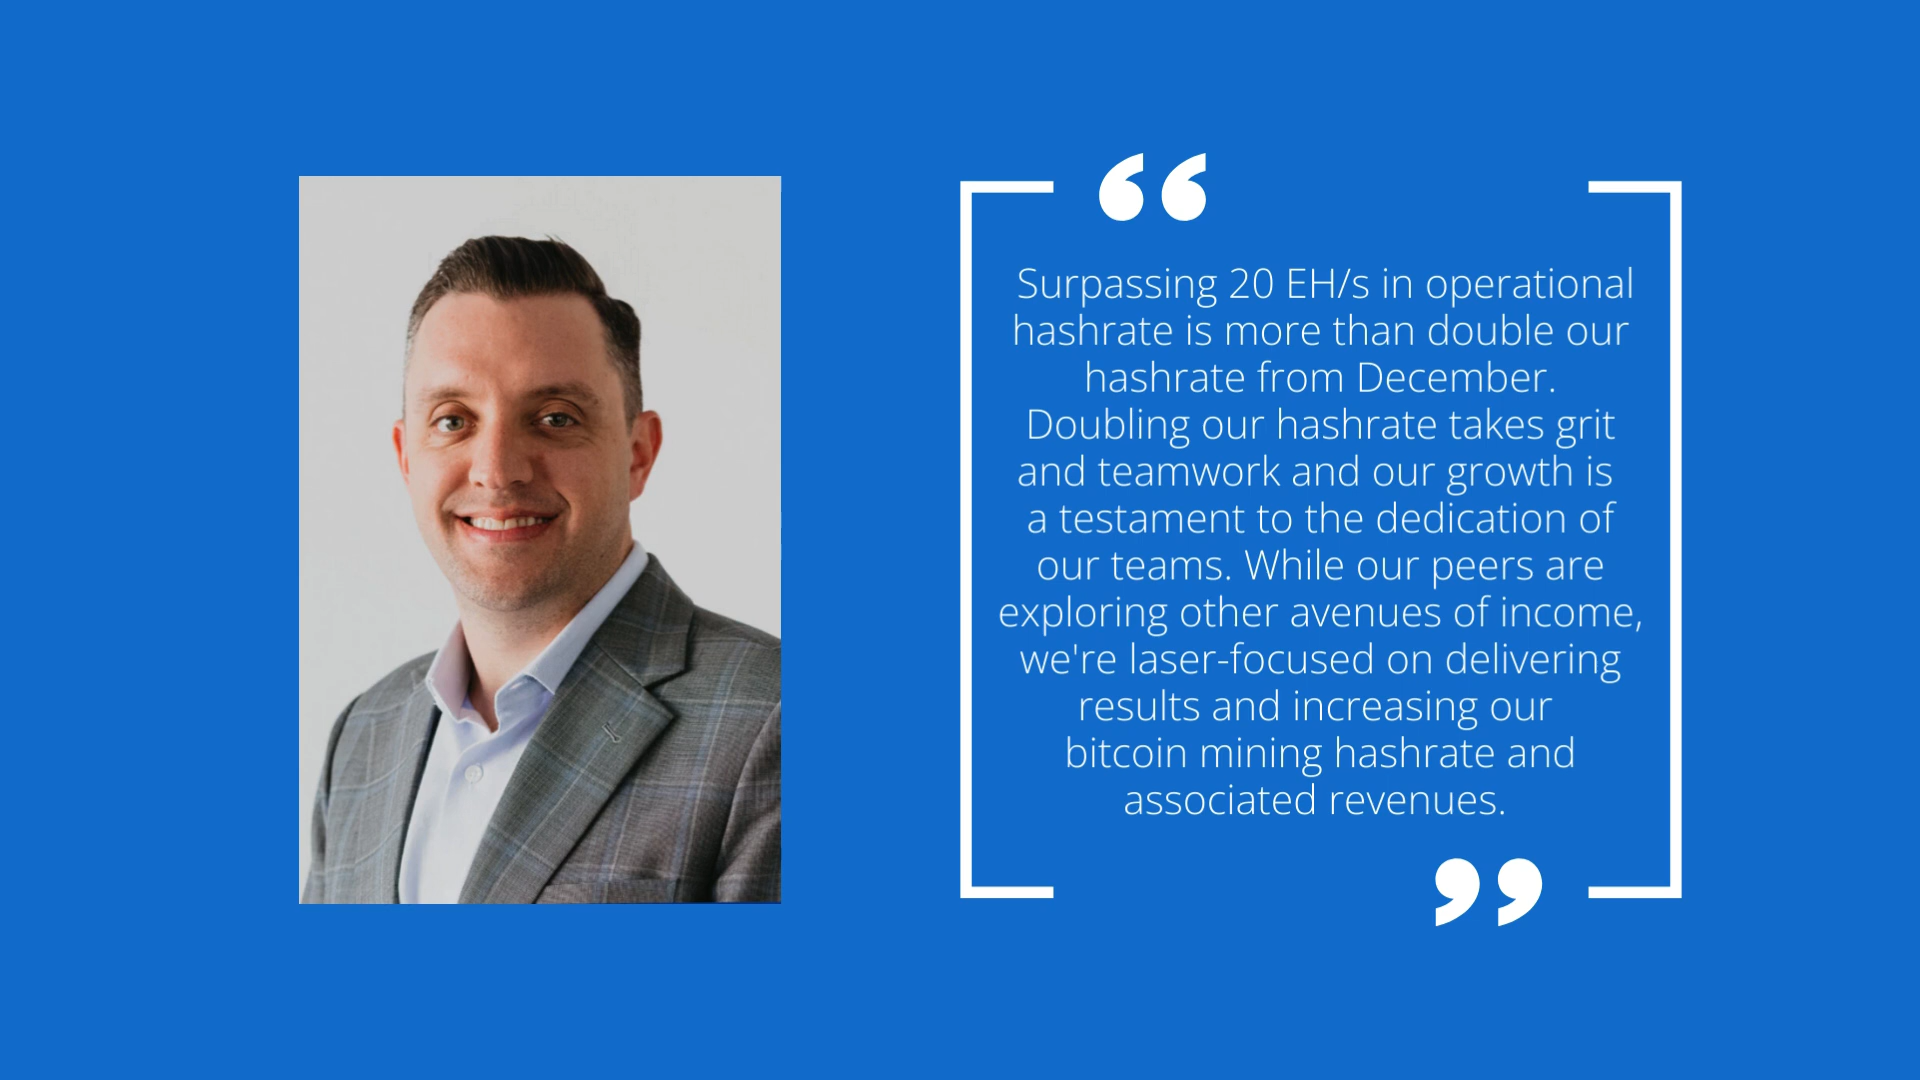 “
Surpassing 20 EH/s in operational
hashrate is more than double our
hashrate from December.
Doubling our hashrate takes grit
and teamwork and our growth is
a testament to the dedication of
our teams. While our peers are
exploring other avenues of income,
we're laser-focused on delivering
results and increasing our
bitcoin mining hashrate and
associated revenues.
”